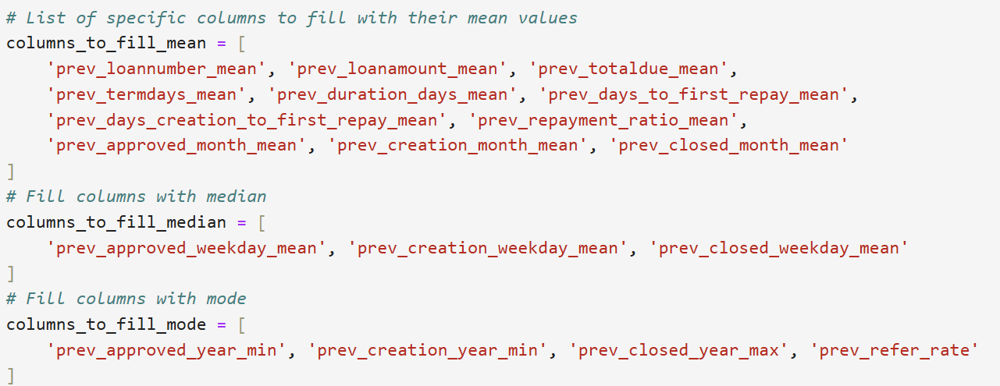 # List of specific columns to fill with their mean values
columns_to_fill_mean = [
    'prev_loannumber_mean', 'prev_loanamount_mean', 'prev_totaldue_mean',
    'prev_termdays_mean', 'prev_duration_days_mean', 'prev_days_to_first_repay_mean',
    'prev_days_creation_to_first_repay_mean', 'prev_repayment_ratio_mean',
    'prev_approved_month_mean', 'prev_creation_month_mean', 'prev_closed_month_mean'
]
# Fill columns with median
columns_to_fill_median = [
    'prev_approved_weekday_mean', 'prev_creation_weekday_mean', 'prev_closed_weekday_mean'
]
# Fill columns with mode
columns_to_fill_mode = [
    'prev_approved_year_min', 'prev_creation_year_min', 'prev_closed_year_max', 'prev_refer_rate'
]